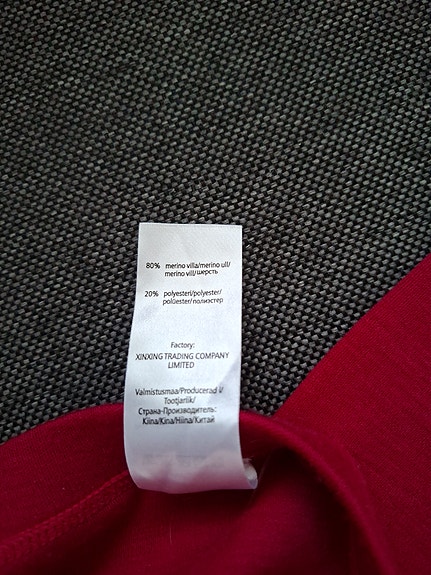 80% merino villa/merino ull/
merino vill/шерсть
20% polyesteri/polyester/
polüester/полиэстер
Factory:
XINXING TRADING COMPANY
LIMITED
Valmistusmaa/Producerad i/
Tootjariik/
Страна-Производитель:
Kiina/Kina/Hiina/Китай